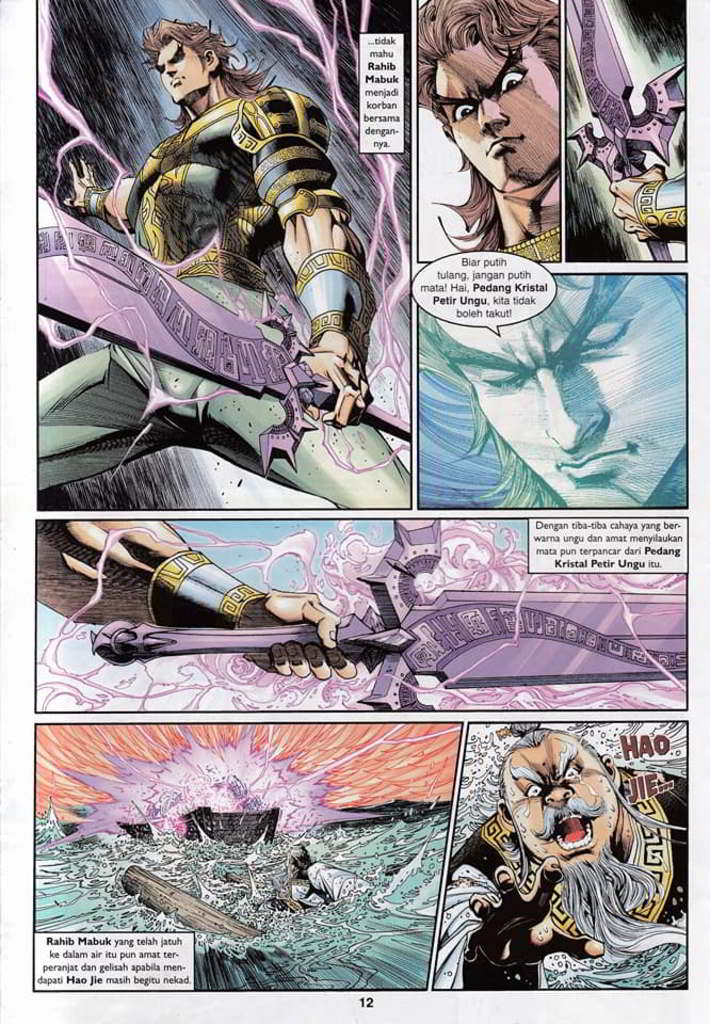 ...tidak
mahu
Rahib
Mabuk
menjadi
korban
bersama
dengan-
nya.
Biar putih
tulang, jangan putih
mata! Hai, Pedang Kristal
Petir Ungu, kita tidak
boleh takut!
Dengan tiba-tiba cahaya yang ber-
warna ungu dan amat menyilaukan
mata pun terpancar dari Pedang
Kristal Petir Ungu itu.
HAO
JIE...
Rahib Mabuk yang telah jatuh
ke dalam air itu pun amat ter-
peranjat dan gelisah apabila men-
dapati Hao Jie masih begitu nekad.
12